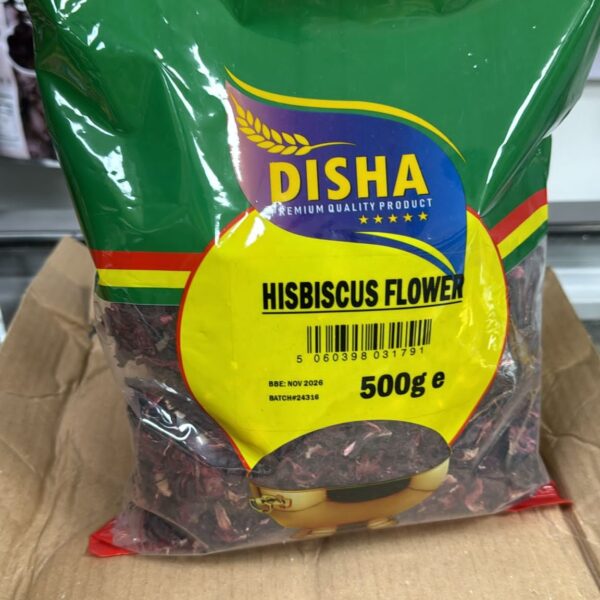 DISHA
PREMIUM QUALITY PRODUCT
HISBISCUS FLOWER
5 060398 031791
BBE: NOV 2026
BATCH#24316
500g e